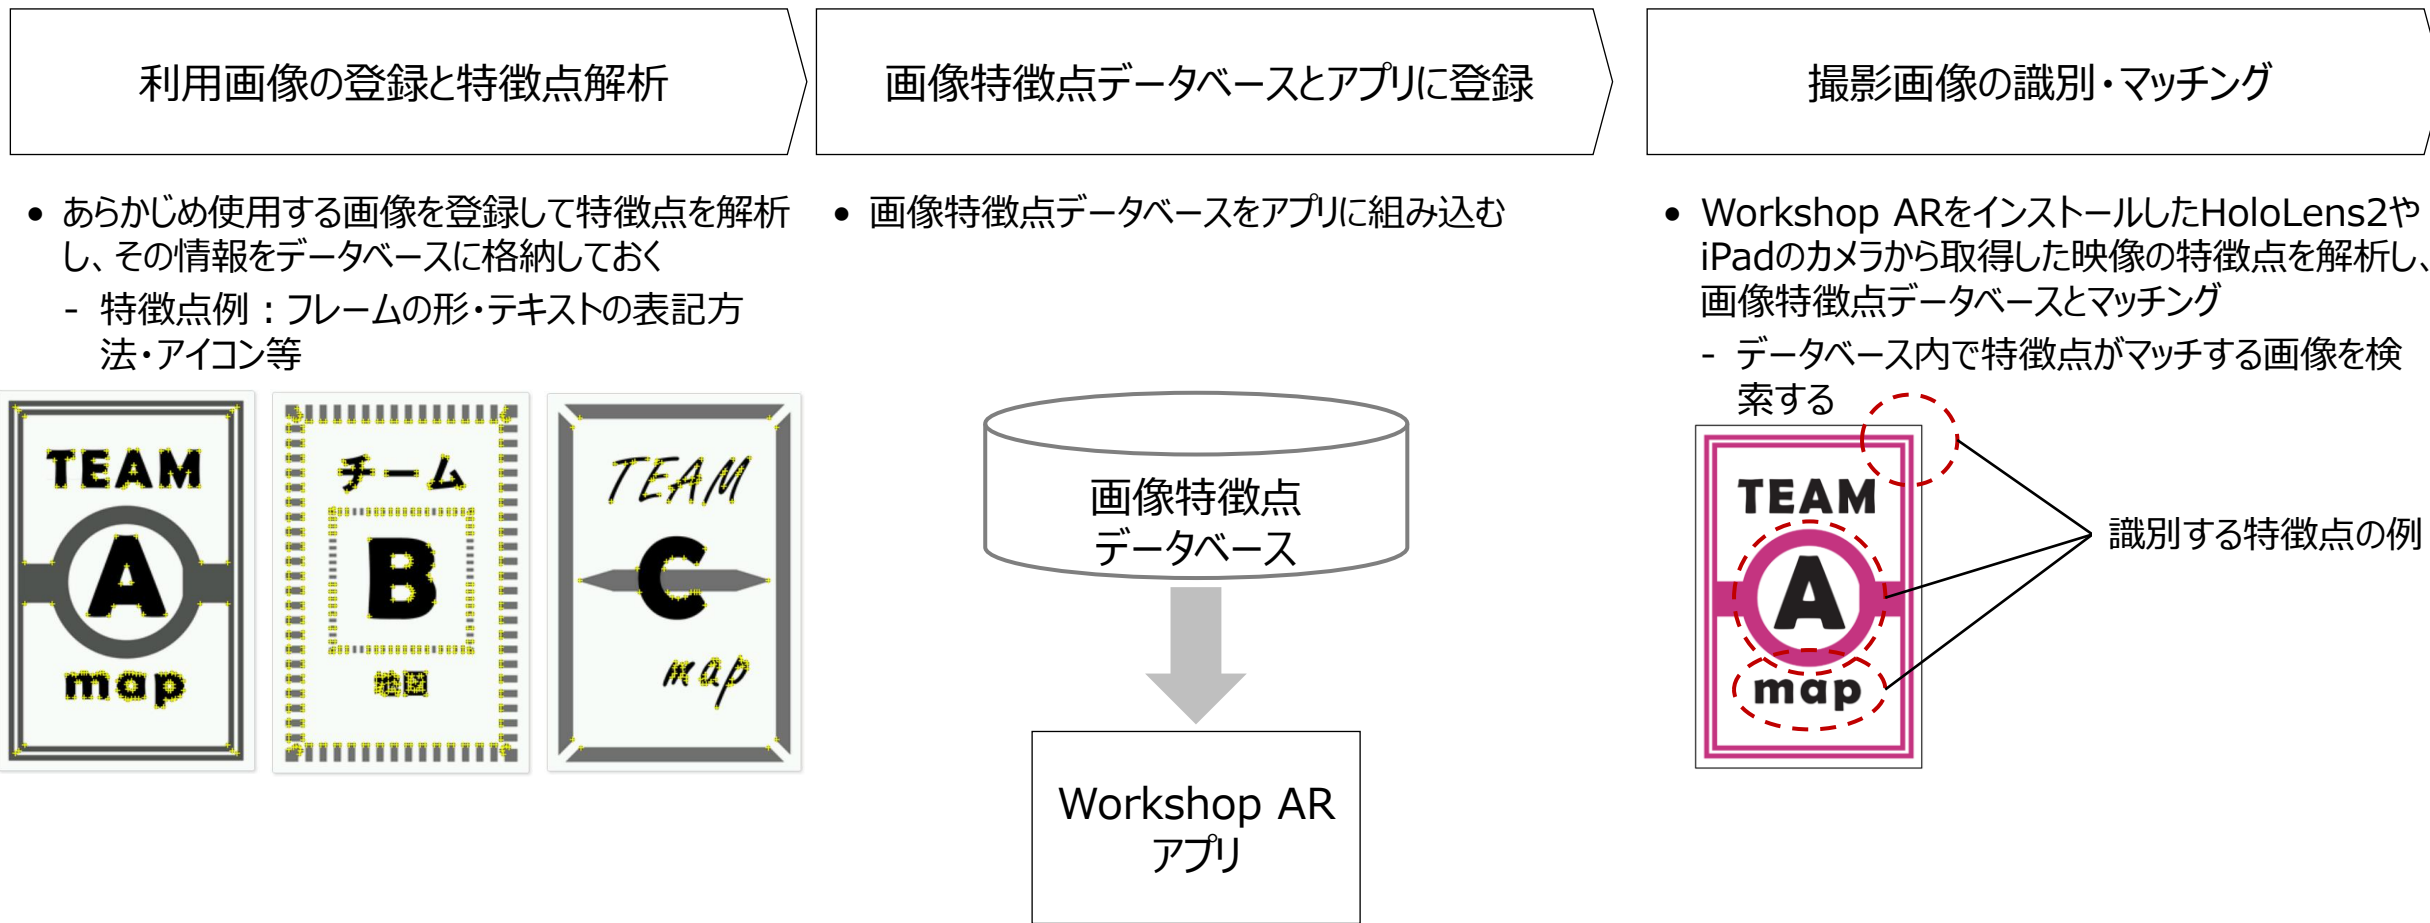 利用画像の登録と特徴点解析
画像特徴点データベースとアプリに登録
撮影画像の識別・マッチング
• あらかじめ使用する画像を登録して特徴点を解析
し、その情報をデータベースに格納しておく
- 特徴点例：フレームの形・テキストの表記方
法・アイコン等
TEAM
A
map
チーム
B
地図
TEAM
C
map
• 画像特徴点データベースをアプリに組み込む
画像特徴点
データベース
Workshop AR
アプリ
• Workshop ARをインストールしたHoloLens2や
iPadのカメラから取得した映像の特徴点を解析し、
画像特徴点データベースとマッチング
- データベース内で特徴点がマッチする画像を検
索する
TEAM
A
map
識別する特徴点の例